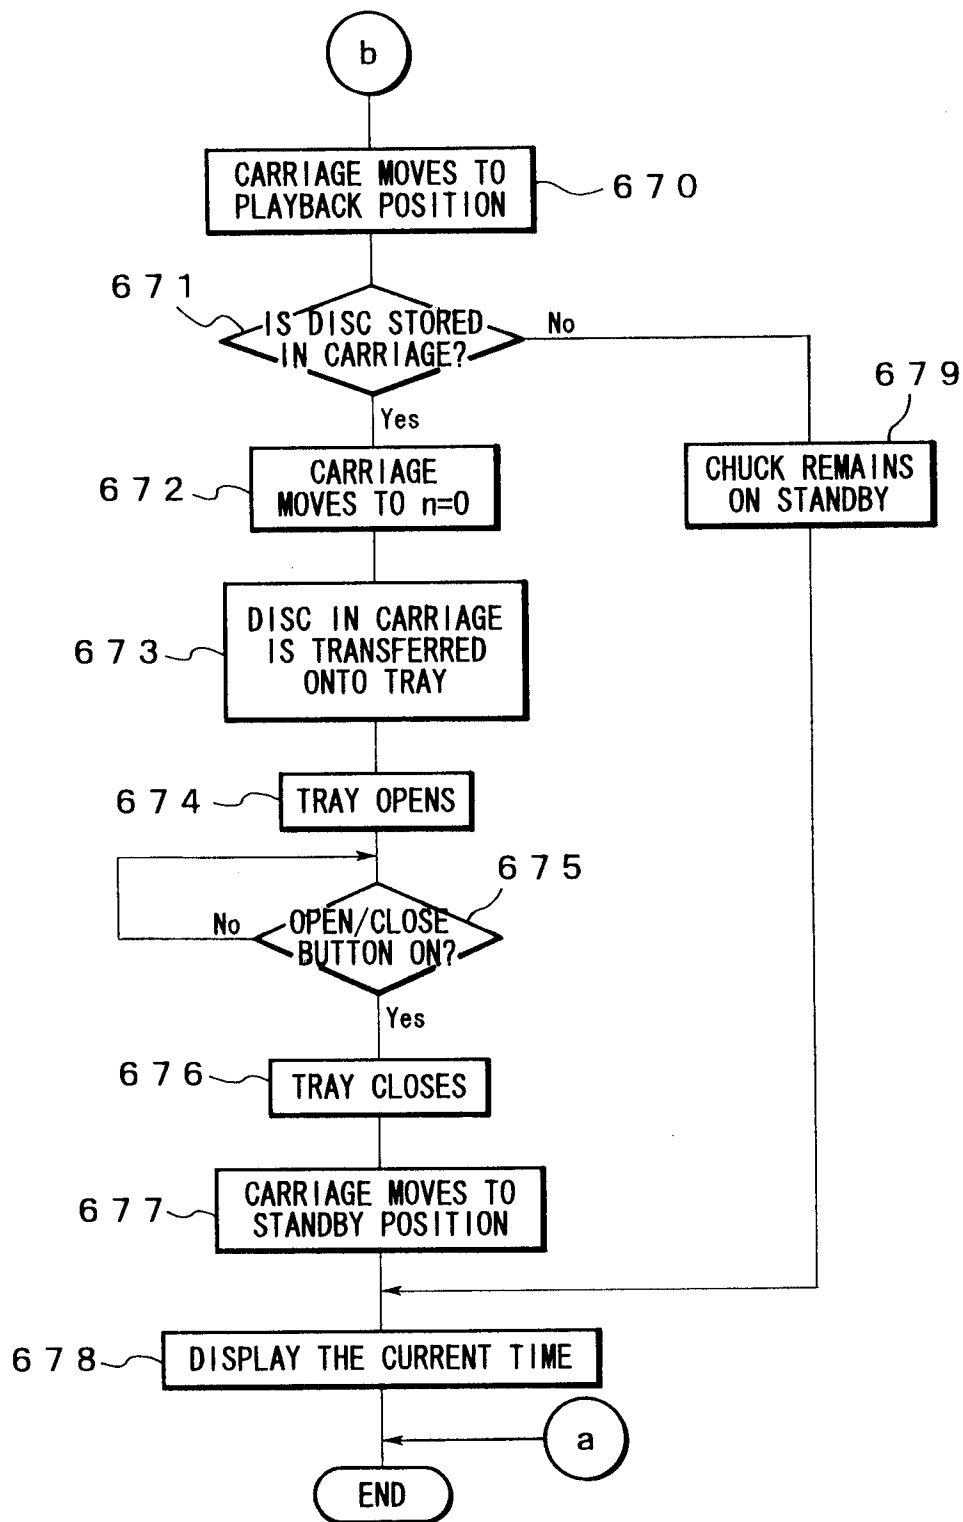 b
CARRIAGE MOVES TO
PLAYBACK POSITION
670
671
IS DISC STORED
IN CARRIAGE?
No
Yes
679
CHUCK REMAINS
ON STANDBY
672
CARRIAGE
MOVES TO n=0
673
DISC IN CARRIAGE
IS TRANSFERRED
ONTO TRAY
674
TRAY OPENS
675
No
OPEN/CLOSE
BUTTON ON?
Yes
676
TRAY CLOSES
677
CARRIAGE MOVES TO
STANDBY POSITION
678
DISPLAY THE CURRENT TIME
a
END